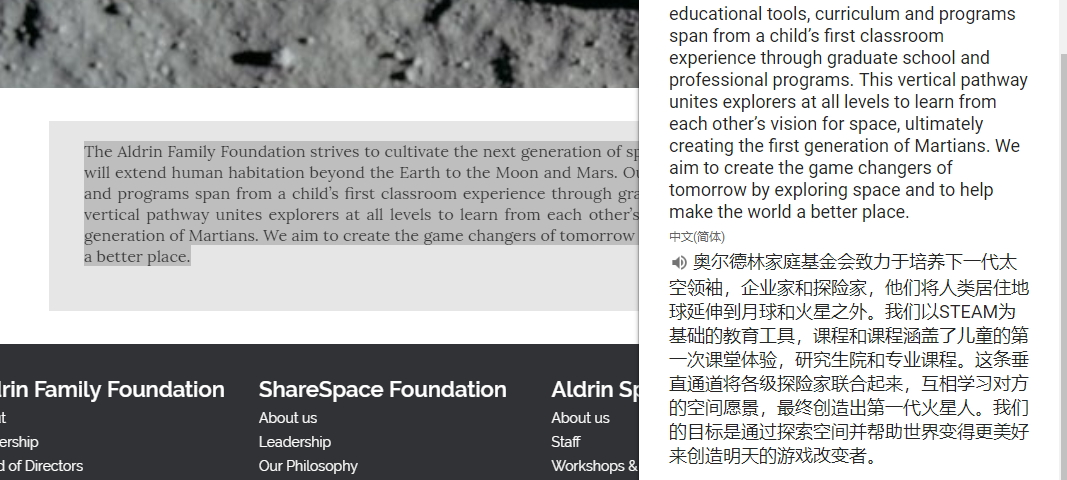 The Aldrin Family Foundation strives to cultivate the next generation of
will extend human habitation beyond the Earth to the Moon and Mars.
and programs span from a child's first classroom experience through
vertical pathway unites explorers at all levels to learn from each other's
generation of Martians. We aim to create the game changers of tomorrow
a better place.
Family Foundation
ShareSpace Foundation
Aldrin
About us
About us
Leadership
Staff
of Directors
Our Philosophy
Workshops &
educational tools, curriculum and programs
span from a child’s first classroom
experience through graduate school and
professional programs. This vertical pathway
unites explorers at all levels to learn from
each other’s vision for space, ultimately
creating the first generation of Martians. We
aim to create the game changers of
tomorrow by exploring space and to help
make the world a better place.
中文(简体)
奥尔德林家庭基金会致力于培养下一代太
空领袖，企业家和探险家，他们将人类居住地
球延伸到月球和火星之外。我们以STEAM为
基础的教育工具，课程和课程涵盖了儿童的第
一次课堂体验，研究生院和专业课程。这条垂
直通道将各级探险家联合起来，互相学习对方
的空间愿景，最终创造出第一代火星人。我们
的目标是通过探索空间并帮助世界变得更美好
来创造明天的游戏改变者。